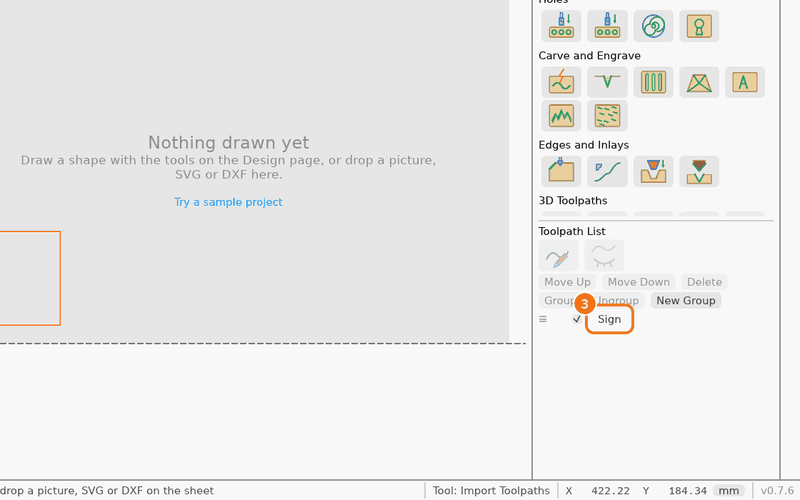 Holes
Carve and Engrave
A
Edges and Inlays
3D Toolpaths
Nothing drawn yet
Draw a shape with the tools on the Design page, or drop a picture,
SVG or DXF here.
Try a sample project
Toolpath List
Move Up Move Down Delete
Group Ungroup New Group
3
Sign
drop a picture, SVG or DXF on the sheet
Tool: Import Toolpaths X 422.22 Y 184.34 mm v0.7.6